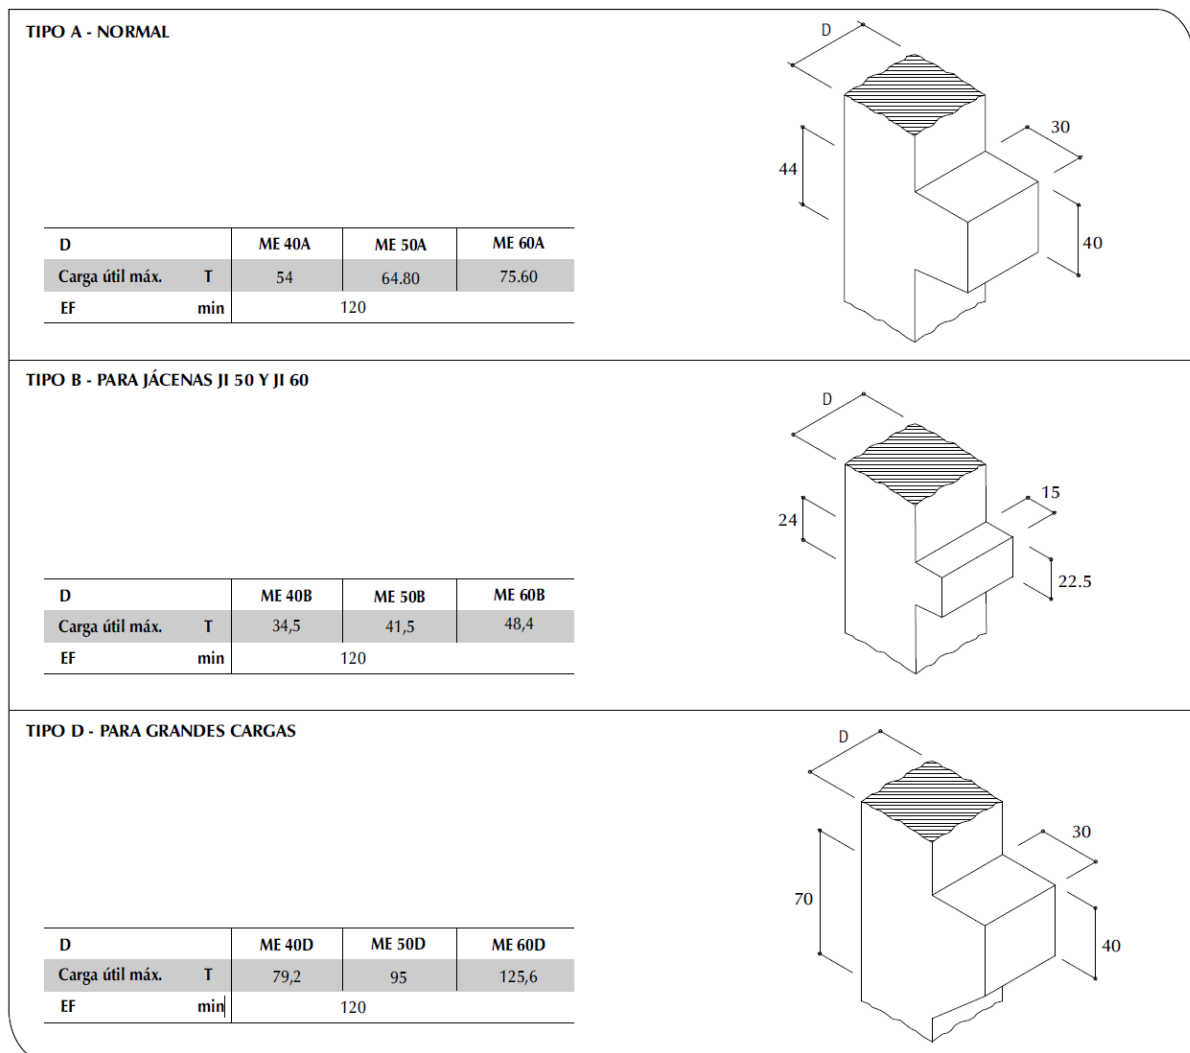 TIPO A - NORMAL
D
30
44
40
D ME 40A ME 50A ME 60A
Carga útil máx. T 54 64.80 75.60
EF min 120
TIPO B - PARA JÁCENAS JI 50 Y JI 60
D
15
24
22.5
D ME 40B ME 50B ME 60B
Carga útil máx. T 34,5 41,5 48,4
EF min 120
TIPO D - PARA GRANDES CARGAS
D
30
70
40
D ME 40D ME 50D ME 60D
Carga útil máx. T 79,2 95 125,6
EF min 120